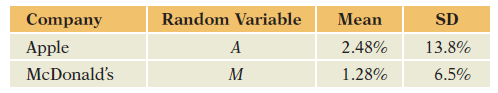 Company Random Variable Mean SD
Apple A 2.48% 13.8%
McDonald's M 1.28% 6.5%